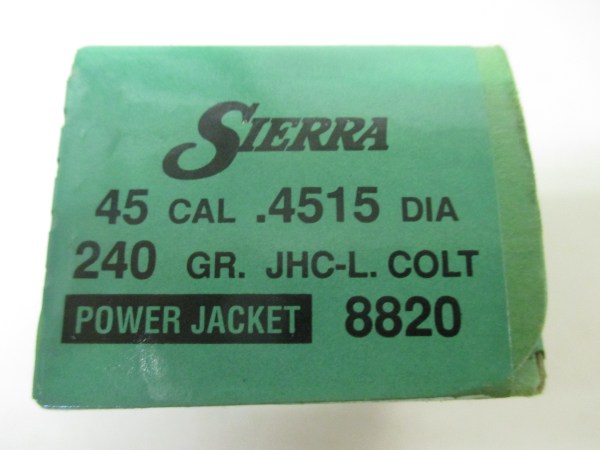 SIERRA
45 CAL .4515 DIA
240 GR. JHC-L. COLT
POWER JACKET 8820